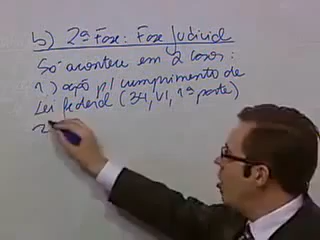 b) 2ª Fase: Fase Judicial
Só acontece em 2 casos:
1) ação p/ cumprimento de
Lei federal (34, VI, 1ª parte)
2